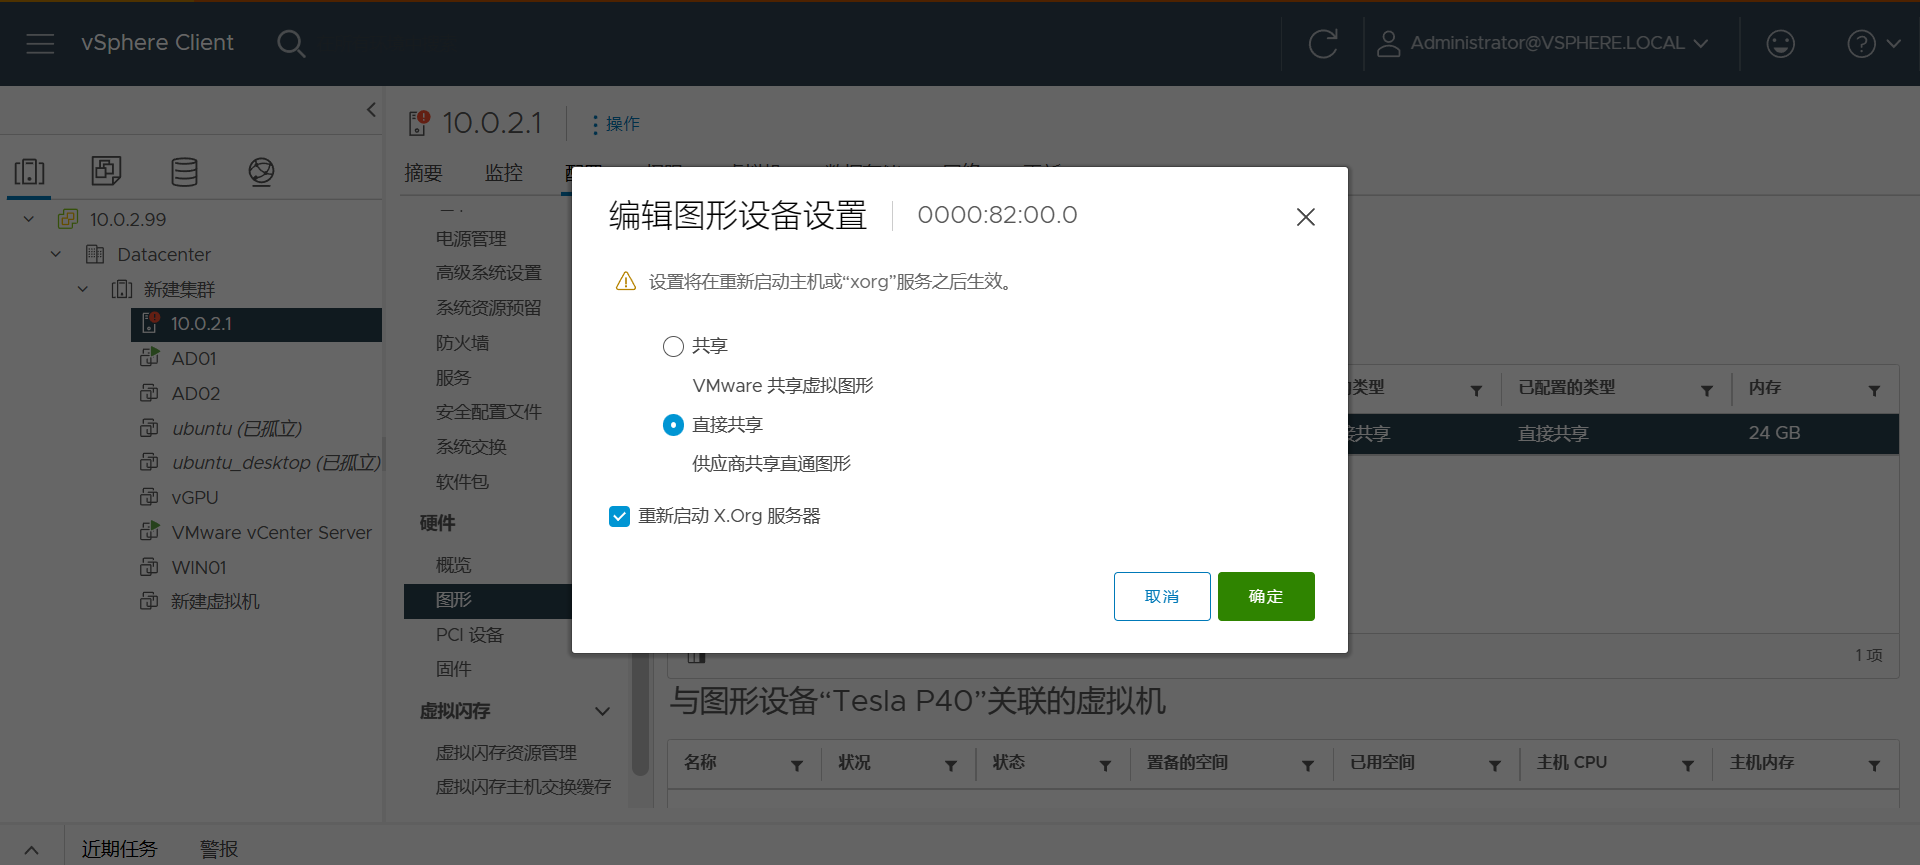 vSphere Client
Administrator@VSPHERE.LOCAL
10.0.2.1
操作
摘要
监控
10.0.2.99
Datacenter
新建集群
10.0.2.1
AD01
AD02
ubuntu (已孤立)
ubuntu_desktop (已孤立)
vGPU
VMware vCenter Server
WIN01
新建虚拟机
电源管理
高级系统设置
系统资源预留
防火墙
服务
安全配置文件
系统交换
软件包
硬件
概览
图形
PCI 设备
固件
虚拟闪存
虚拟闪存资源管理
虚拟闪存主机交换缓存
编辑图形设备设置
0000:82:00.0
设置将在重新启动主机或“xorg”服务之后生效。
共享
VMware 共享虚拟图形
直接共享
供应商共享直通图形
重新启动 X.Org 服务器
取消
确定
类型
已配置的类型
内存
共享
直接共享
24 GB
1 项
与图形设备“Tesla P40”关联的虚拟机
名称
状况
状态
置备的空间
已用空间
主机 CPU
主机内存
近期任务
警报